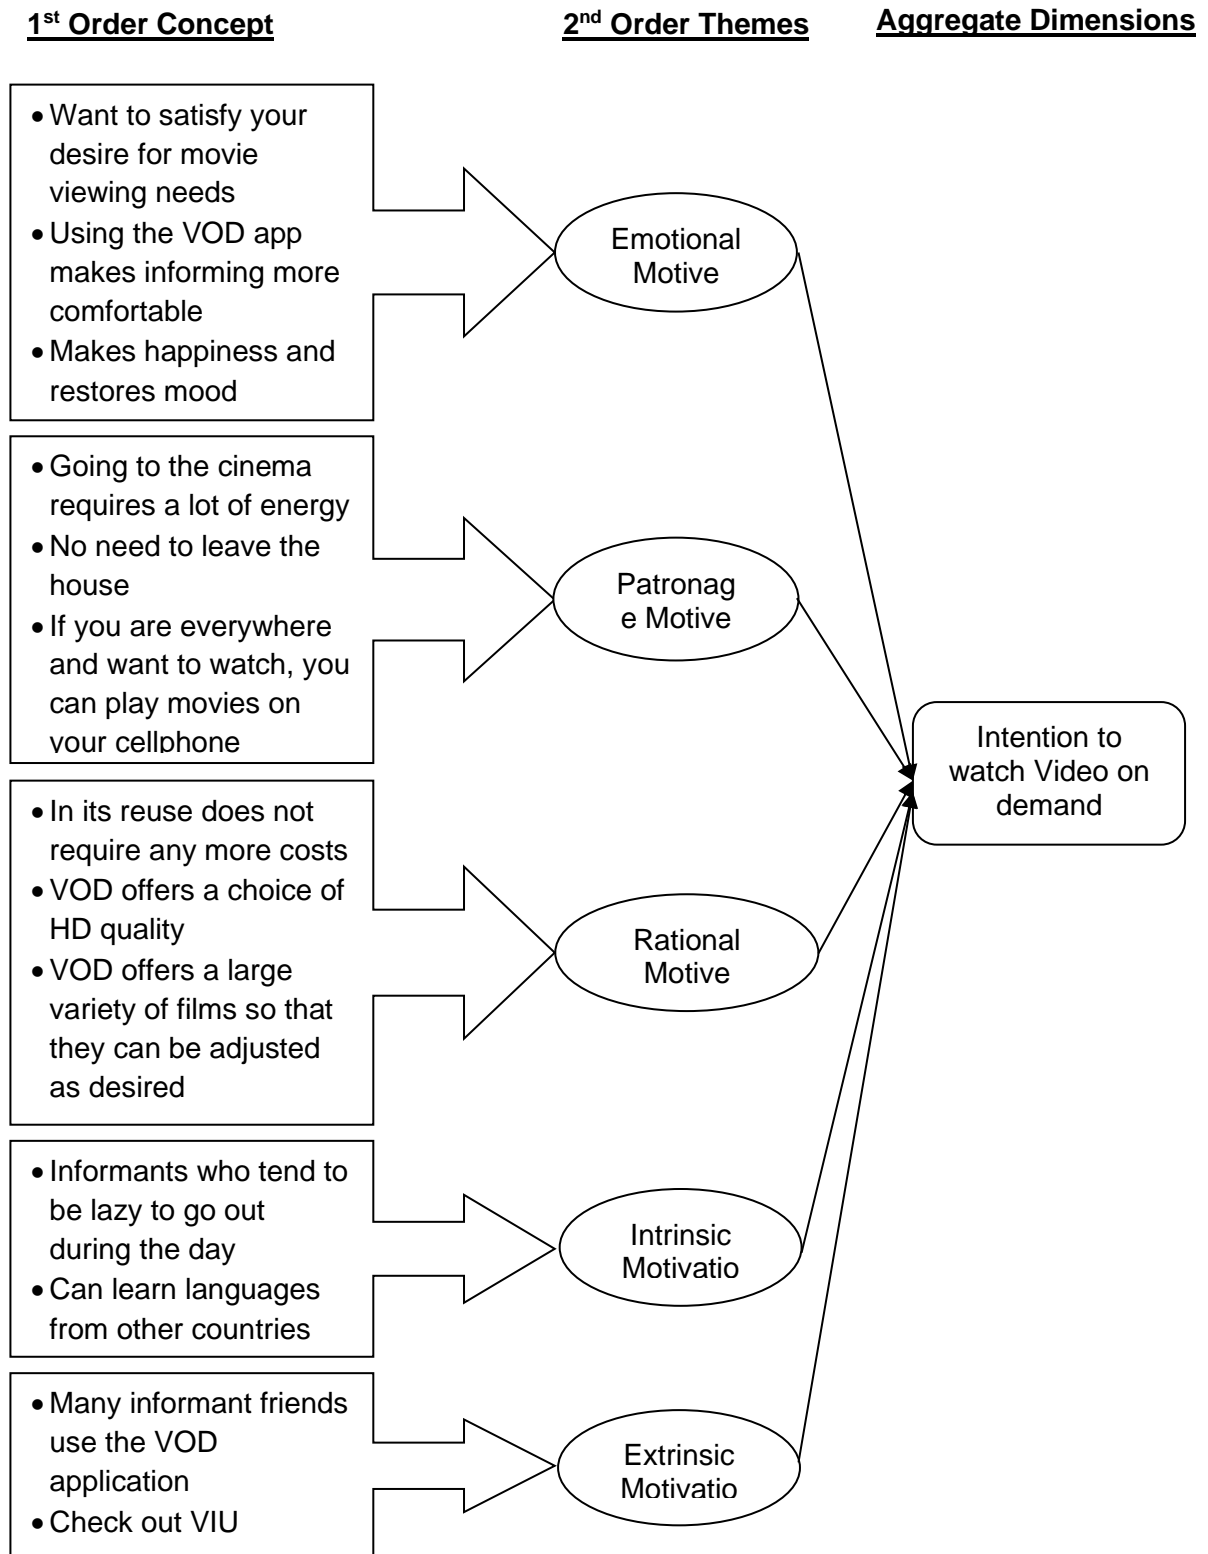 1st Order Concept
2nd Order Themes
Aggregate Dimensions
• Want to satisfy your
desire for movie
viewing needs
• Using the VOD app
makes informing more
comfortable
• Makes happiness and
restores mood
Emotional
Motive
• Going to the cinema
requires a lot of energy
• No need to leave the
house
• If you are everywhere
and want to watch, you
can play movies on
your cellphone
Patronag
e Motive
Intention to
watch Video on
demand
• In its reuse does not
require any more costs
• VOD offers a choice of
HD quality
• VOD offers a large
variety of films so that
they can be adjusted
as desired
Rational
Motive
• Informants who tend to
be lazy to go out
during the day
• Can learn languages
from other countries
Intrinsic
Motivatio
• Many informant friends
use the VOD
application
• Check out VIU
Extrinsic
Motivatio